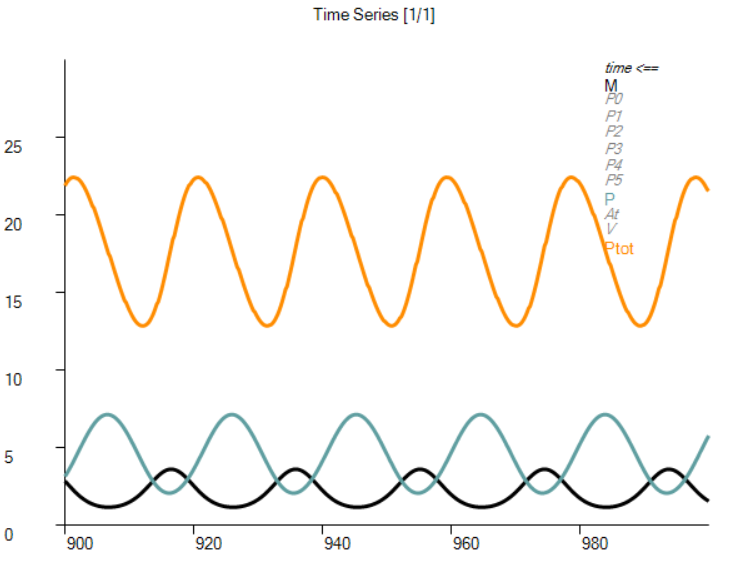 Time Series [1/1]
time <==
M
P0
P1
P2
P3
P4
P5
P
At
V
Ptot
25
20
15
10
5
0
900 920 940 960 980